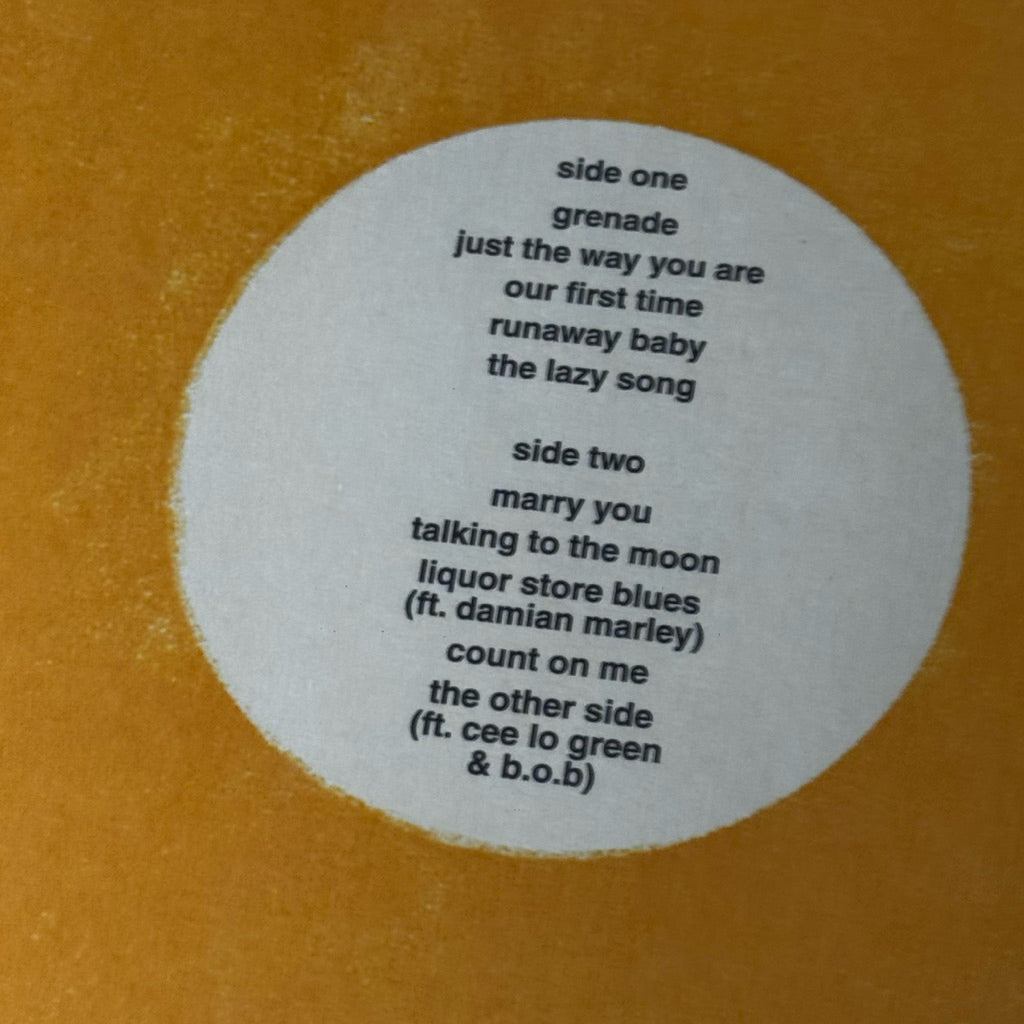 side one
grenade
just the way you are
our first time
runaway baby
the lazy song
side two
marry you
talking to the moon
liquor store blues
(ft. damian marley)
count on me
the other side
(ft. cee lo green
& b.o.b)